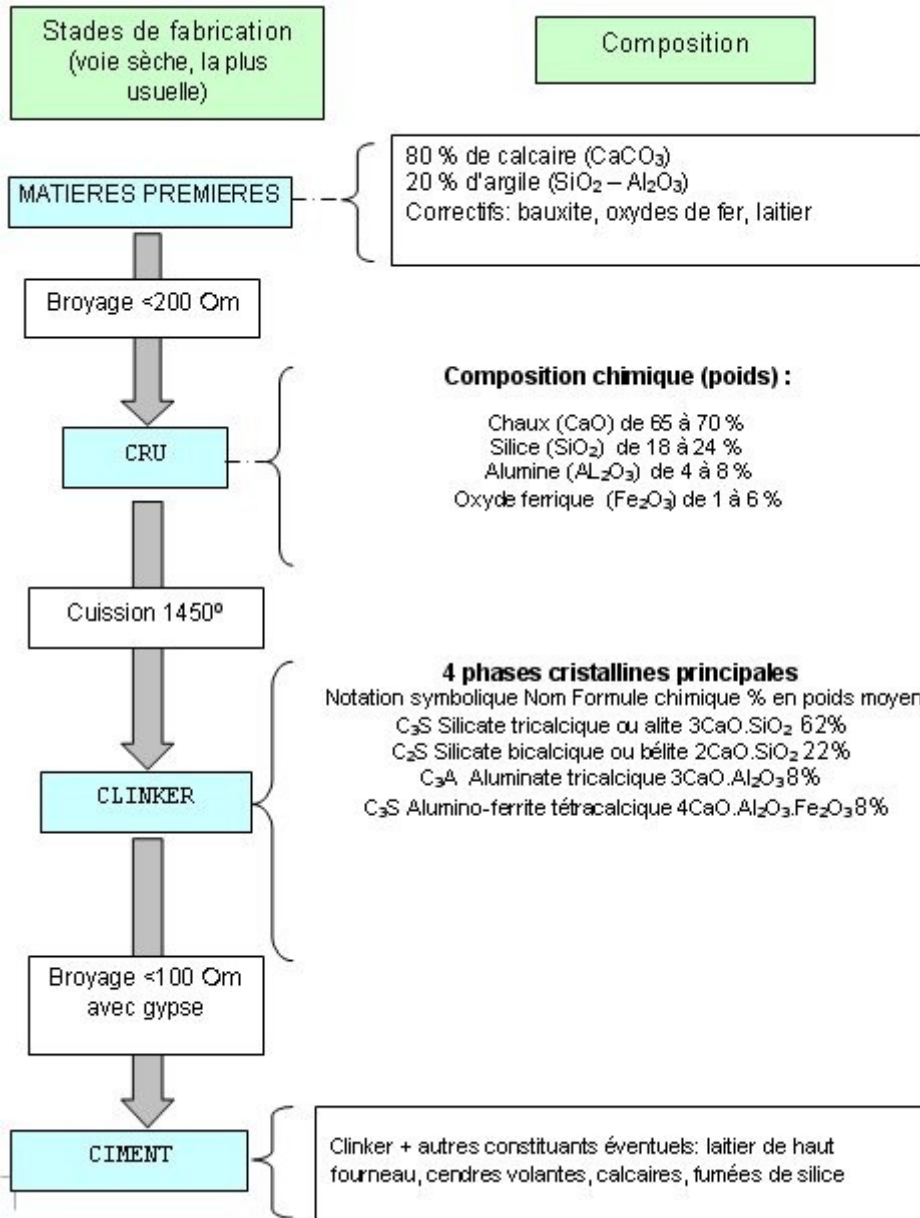 Stades de fabrication
(voie sèche, la plus
usuelle)
Composition
MATIERES PREMIERES
80 % de calcaire (CaCO₃)
20 % d'argile (SiO₂ – Al₂O₃)
Correctifs: bauxite, oxydes de fer, laitier
Broyage <200 Om
CRU
Composition chimique (poids) :
Chaux (CaO) de 65 à 70 %
Silice (SiO₂) de 18 à 24 %
Alumine (AL₂O₃) de 4 à 8 %
Oxyde ferrique (Fe₂O₃) de 1 à 6 %
Cuission 1450º
CLINKER
4 phases cristallines principales
Notation symbolique Nom Formule chimique % en poids moyen
C₃S Silicate tricalcique ou alite 3CaO.SiO₂ 62%
C₂S Silicate bicalcique ou bélite 2CaO.SiO₂ 22%
C₃A Aluminate tricalcique 3CaO.Al₂O₃ 8%
C₃S Alumino-ferrite tétracalcique 4CaO.Al₂O₃.Fe₂O₃ 8%
Broyage <100 Om
avec gypse
CIMENT
Clinker + autres constituants éventuels: laitier de haut
fourneau, cendres volantes, calcaires, fumées de silice